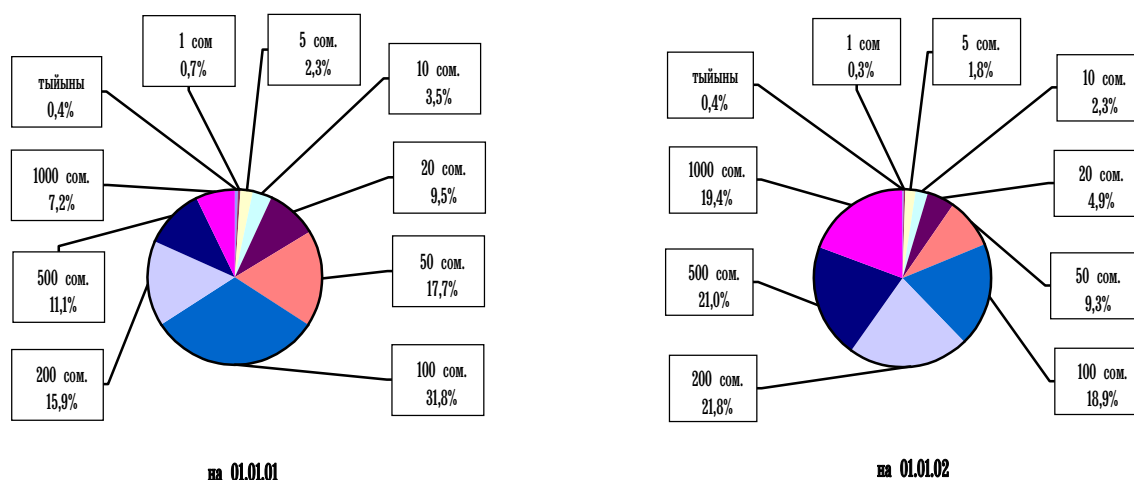 1 сом
0,7%
5 сом.
2,3%
10 сом.
3,5%
тыйыны
0,4%
20 сом.
9,5%
1000 сом.
7,2%
50 сом.
17,7%
500 сом.
11,1%
100 сом.
31,8%
200 сом.
15,9%
на 01.01.01
1 сом
0,3%
5 сом.
1,8%
10 сом.
2,3%
тыйыны
0,4%
20 сом.
4,9%
1000 сом.
19,4%
50 сом.
9,3%
500 сом.
21,0%
100 сом.
18,9%
200 сом.
21,8%
на 01.01.02